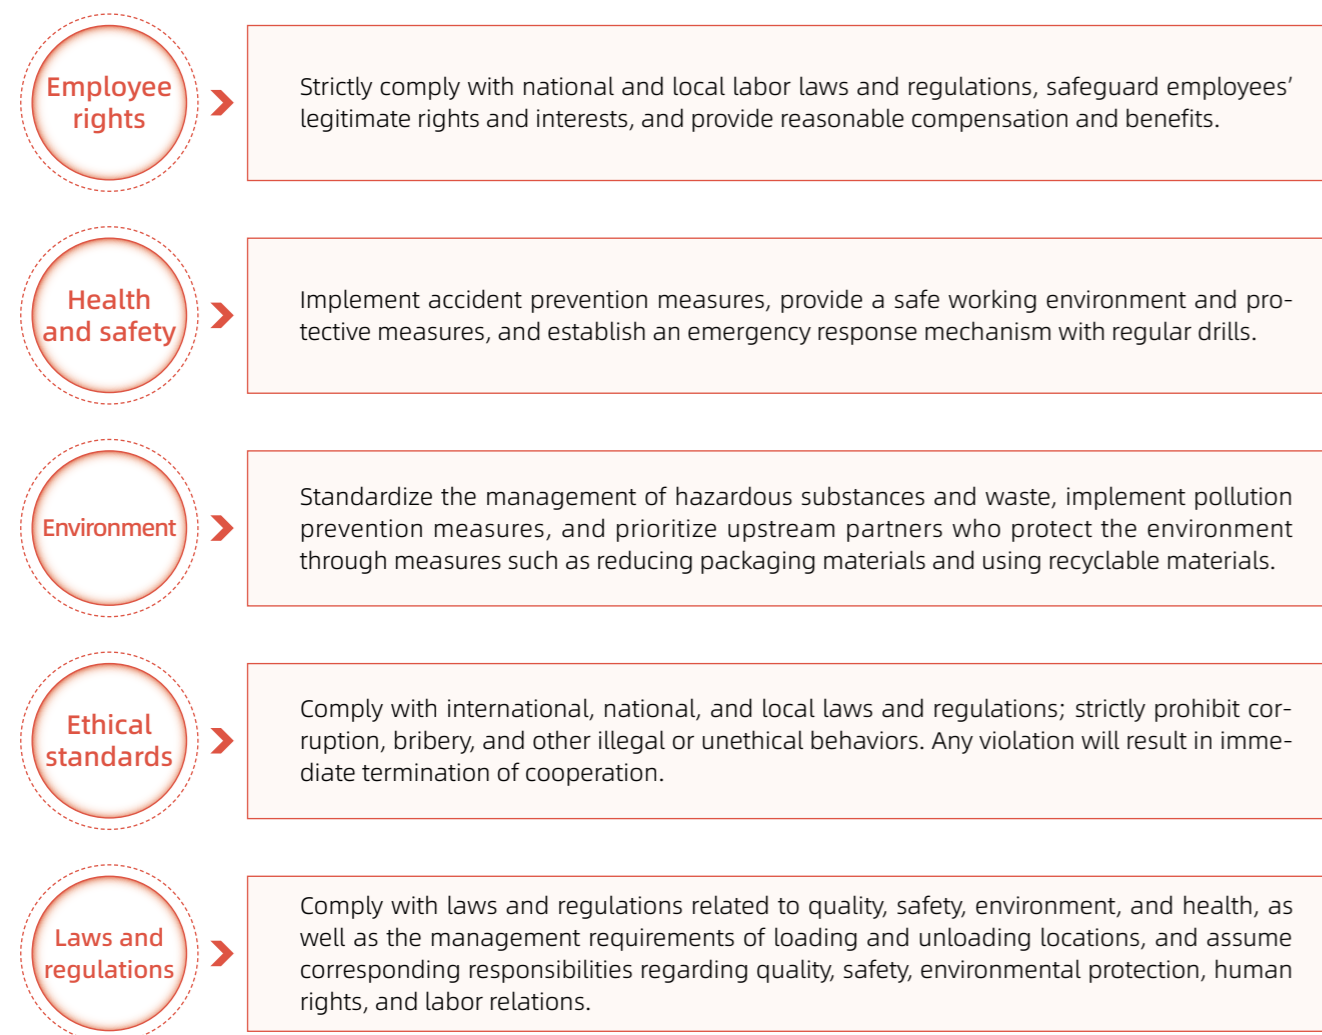 Employee
rights
Strictly comply with national and local labor laws and regulations, safeguard employees’
legitimate rights and interests, and provide reasonable compensation and benefits.
Health
and safety
Implement accident prevention measures, provide a safe working environment and pro-
tective measures, and establish an emergency response mechanism with regular drills.
Environment
Standardize the management of hazardous substances and waste, implement pollution
prevention measures, and prioritize upstream partners who protect the environment
through measures such as reducing packaging materials and using recyclable materials.
Ethical
standards
Comply with international, national, and local laws and regulations; strictly prohibit cor-
ruption, bribery, and other illegal or unethical behaviors. Any violation will result in imme-
diate termination of cooperation.
Laws and
regulations
Comply with laws and regulations related to quality, safety, environment, and health, as
well as the management requirements of loading and unloading locations, and assume
corresponding responsibilities regarding quality, safety, environmental protection, human
rights, and labor relations.